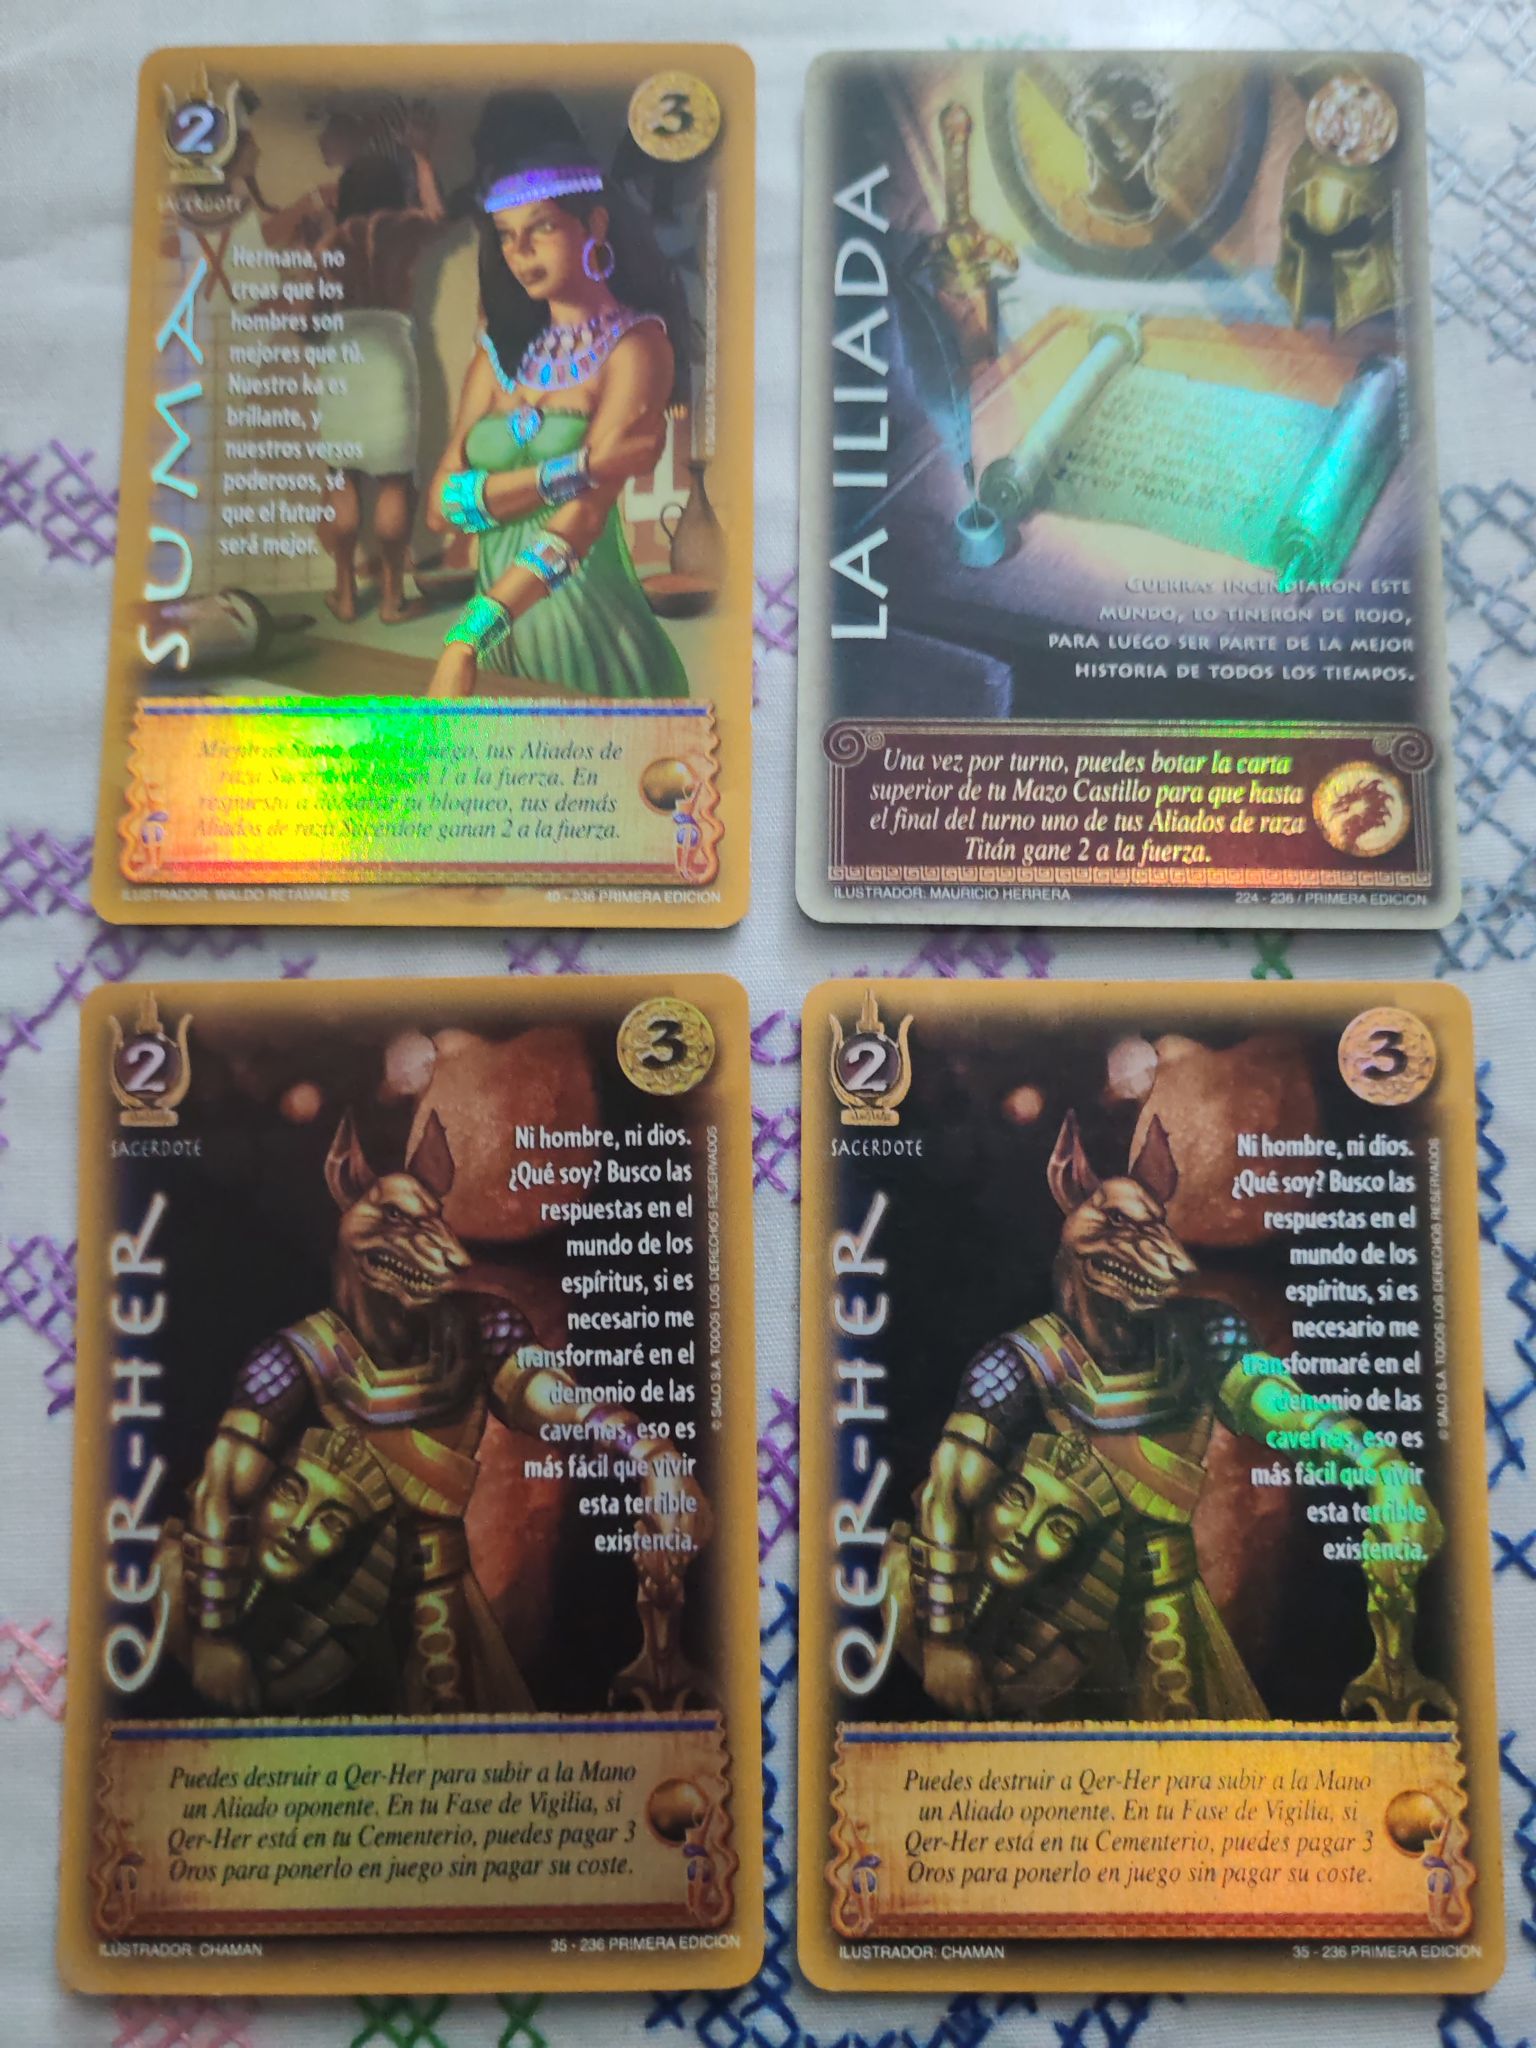 2
3
SACERDOTE
SUMA
Hermana, no
creas que los
hombres son
mejores que tú.
Nuestro ka es
brillante, y
nuestros versos
poderosos, sé
que el futuro
será mejor.
Mientras tus Aliados de
raza 1 a la fuerza. En
respuesta a declarar tu bloqueo, tus demás
Aliados de raza Sacerdote ganan 2 a la fuerza.
ILUSTRADOR: WALDO RETAMALES
40 - 236 PRIMERA EDICION
LA ILIADA
GUERRAS INCENDIARON ESTE
MUNDO, LO TIÑERON DE ROJO,
PARA LUEGO SER PARTE DE LA MEJOR
HISTORIA DE TODOS LOS TIEMPOS.
Una vez por turno, puedes botar la carta
superior de tu Mazo Castillo para que hasta
el final del turno uno de tus Aliados de raza
Titán gane 2 a la fuerza.
ILUSTRADOR: MAURICIO HERRERA
224 - 236 / PRIMERA EDICION
2
3
SACERDOTE
QER-HER
Ni hombre, ni dios.
¿Qué soy? Busco las
respuestas en el
mundo de los
espíritus, si es
necesario me
transformaré en el
demonio de las
cavernas, eso es
más fácil que vivir
esta terrible
existencia.
© SALO S.A. TODOS LOS DERECHOS RESERVADOS
Puedes destruir a Qer-Her para subir a la Mano
un Aliado oponente. En tu Fase de Vigilia, si
Qer-Her está en tu Cementerio, puedes pagar 3
Oros para ponerlo en juego sin pagar su coste.
ILUSTRADOR: CHAMAN
35 - 236 PRIMERA EDICION
2
3
SACERDOTE
QER-HER
Ni hombre, ni dios.
¿Qué soy? Busco las
respuestas en el
mundo de los
espíritus, si es
necesario me
transformaré en el
demonio de las
cavernas, eso es
más fácil que vivir
esta terrible
existencia.
© SALO S.A. TODOS LOS DERECHOS RESERVADOS
Puedes destruir a Qer-Her para subir a la Mano
un Aliado oponente. En tu Fase de Vigilia, si
Qer-Her está en tu Cementerio, puedes pagar 3
Oros para ponerlo en juego sin pagar su coste.
ILUSTRADOR: CHAMAN
35 - 236 PRIMERA EDICION